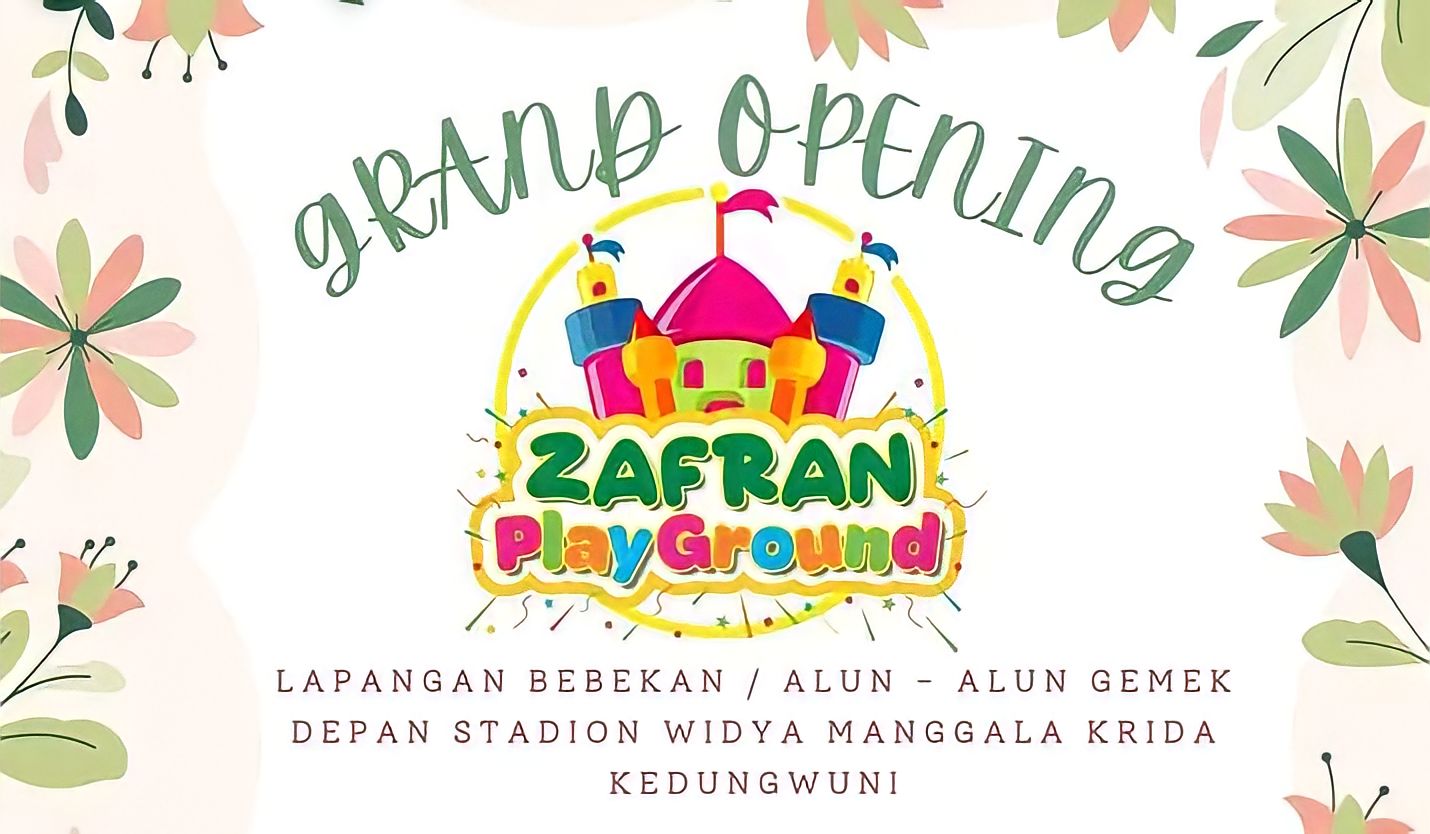 GRAND OPENING
ZAFRAN
PlayGround
LAPANGAN BEBEKAN / ALUN - ALUN GEMEK
DEPAN STADION WIDYA MANGGALA KRIDA
KEDUNGWUNI